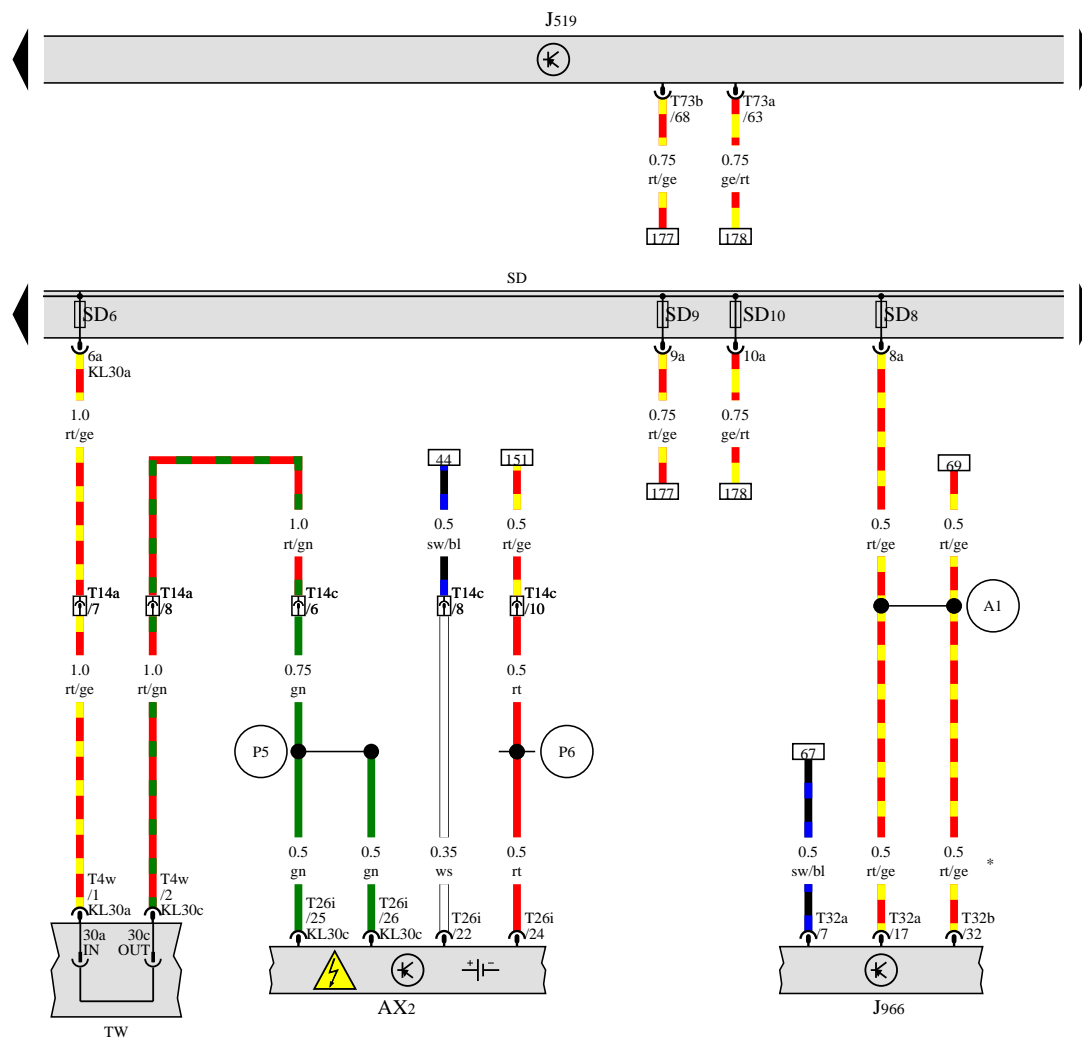 J519
T73b
/68
T73a
/63
0.75
rt/ge
0.75
ge/rt
177
178
SD
SD6
SD9
SD10
SD8
6a
KL30a
9a
10a
8a
1.0
rt/ge
0.75
rt/ge
0.75
ge/rt
44
151
177
178
69
1.0
rt/gn
0.5
sw/bl
0.5
rt/ge
0.5
rt/ge
0.5
rt/ge
T14a
/7
T14a
/8
T14c
/6
T14c
/8
T14c
/10
A1
1.0
rt/ge
1.0
rt/gn
0.75
gn
0.5
rt
P5
P6
67
0.5
gn
0.5
gn
0.35
ws
0.5
rt
0.5
sw/bl
0.5
rt/ge
0.5
rt/ge
*
T4w
/1
KL30a
T4w
/2
KL30c
T26i
/25
KL30c
T26i
/26
KL30c
T26i
/22
T26i
/24
T32a
/7
T32a
/17
T32b
/32
30a
IN
30c
OUT
+ −
TW
AX2
J966